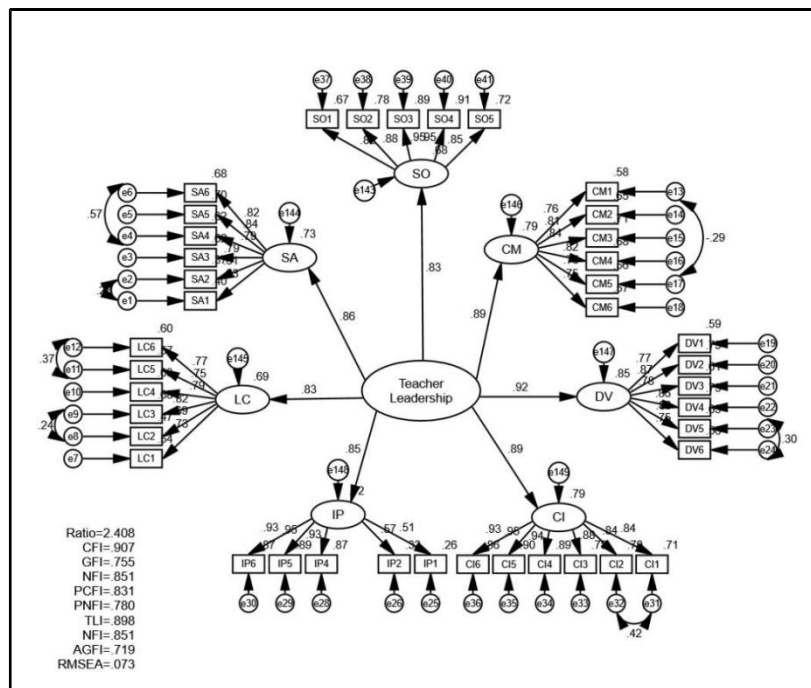 e37 e38 e39 e40 e41
.67 .78 .89 .91 .72
SO1 SO2 SO3 SO4 SO5
.88 .95 .95 .85
.68
SO
e143
.83
.68
e6 SA6
e5 SA5
e4 SA4
e3 SA3
e2 SA2
e1 SA1
.57
.82
.84
.79
.79
e144
.73
SA
.86
.58
CM1 e13
CM2 e14
CM3 e15
CM4 e16
CM5 e17
CM6 e18
-.29
.76
.81
.84
.82
.75
e146
.79
CM
.89
.60
e12 LC6
e11 LC5
e10 LC4
e9 LC3
e8 LC2
e7 LC1
.37
.24
.77
.75
.79
.82
.73
e145
.69
LC
.83
Teacher
Leadership
.92
e147
.85
DV
.59
DV1 e19
DV2 e20
DV3 e21
DV4 e22
DV5 e23
DV6 e24
.30
.77
.87
.78
.75
.85
e148
IP
.93 .95 .93 .57 .51
.87 .89 .87 .26
IP6 IP5 IP4 IP2 IP1
e30 e29 e28 e26 e25
.89
e149
.79
CI
.93 .94 .84 .84
.86 .90 .89 .71
CI6 CI5 CI4 CI3 CI2 CI1
e36 e35 e34 e33 e32 e31
.42
Ratio=2.408
CFI=.907
GFI=.755
NFI=.851
PCFI=.831
PNFI=.780
TLI=.898
NFI=.851
AGFI=.719
RMSEA=.073